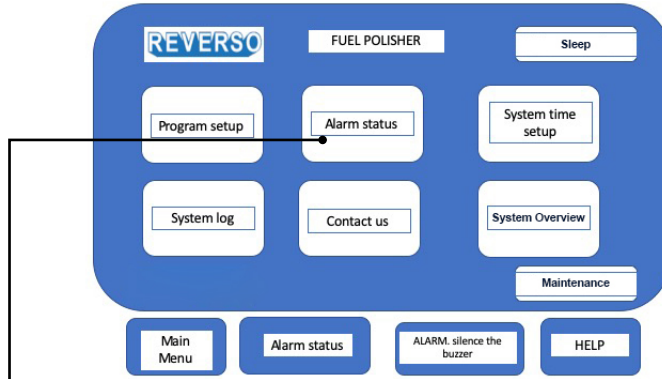 REVERSO
FUEL POLISHER
Sleep
Program setup
Alarm status
System time
setup
System log
Contact us
System Overview
Maintenance
Main
Menu
Alarm status
ALARM. silence the
buzzer
HELP